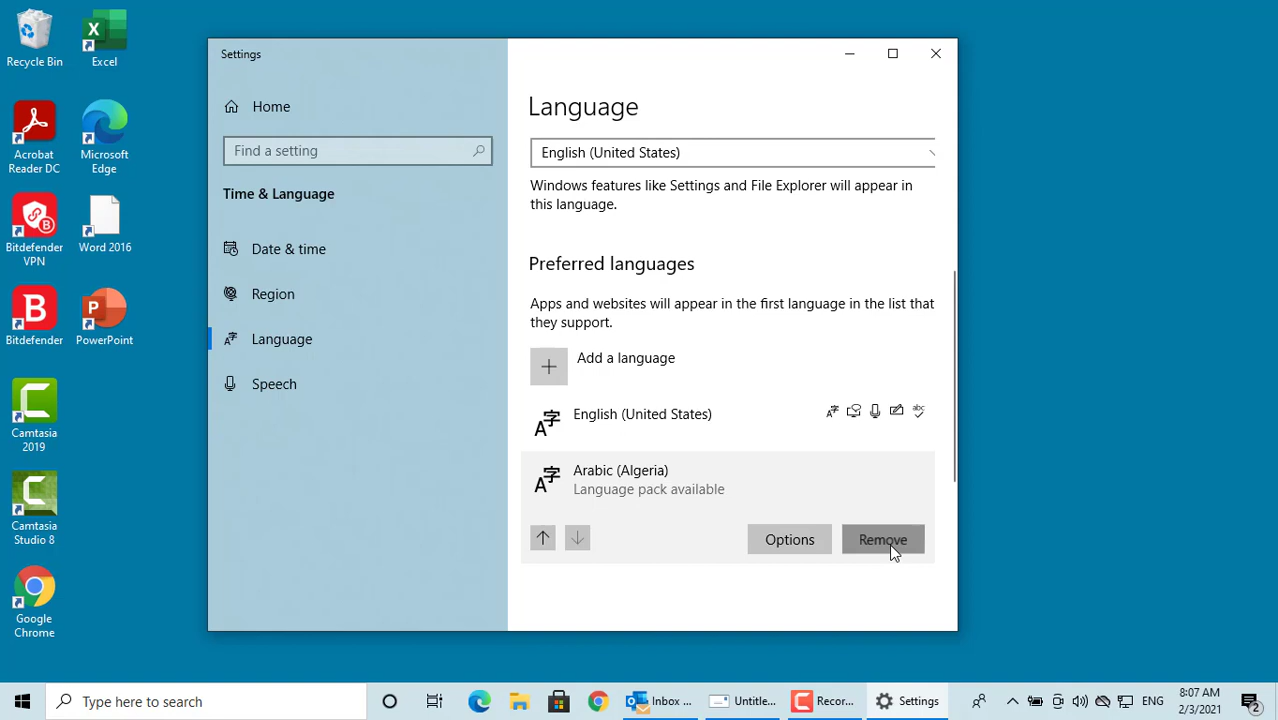 Recycle Bin
Excel
Acrobat
Reader DC
Microsoft
Edge
Bitdefender
VPN
Word 2016
Bitdefender
PowerPoint
Camtasia
2019
Camtasia
Studio 8
Google
Chrome
Settings
Home
Find a setting
Time & Language
Date & time
Region
Language
Speech
Language
English (United States)
Windows features like Settings and File Explorer will appear in
this language.
Preferred languages
Apps and websites will appear in the first language in the list that
they support.
Add a language
English (United States)
Arabic (Algeria)
Language pack available
Options
Remove
Type here to search
Inbox ...
Untitle...
Recor...
Settings
ENG
8:07 AM
2/3/2021
2